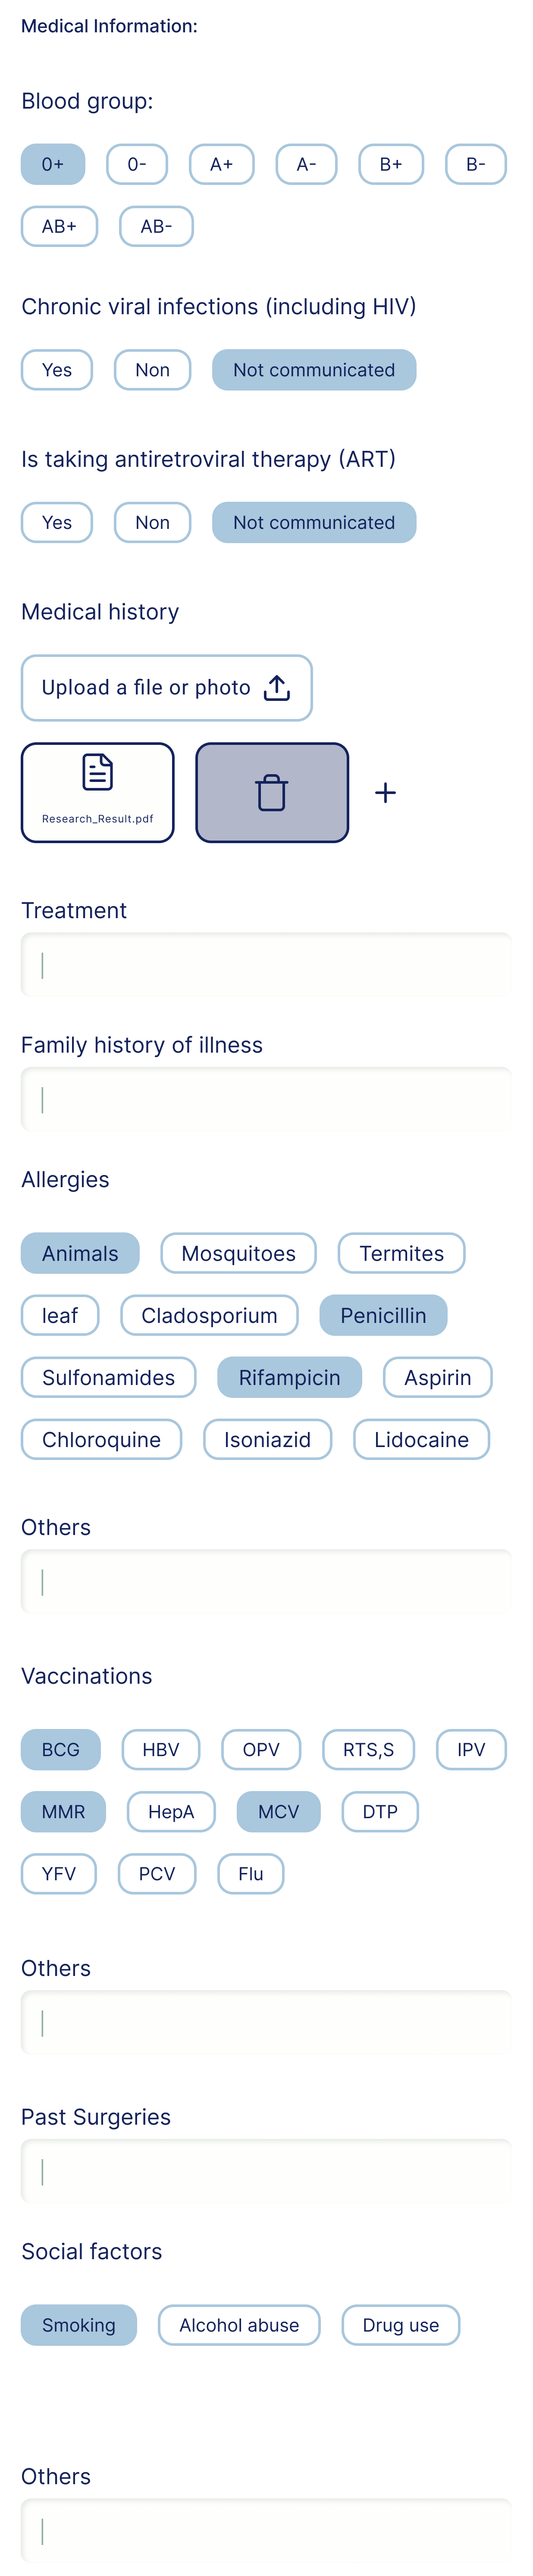 Medical Information:
Blood group:
0+ 0- A+ A- B+ B-
AB+ AB-
Chronic viral infections (including HIV)
Yes Non Not communicated
Is taking antiretroviral therapy (ART)
Yes Non Not communicated
Medical history
Upload a file or photo
Research_Result.pdf
Treatment
Family history of illness
Allergies
Animals Mosquitoes Termites
leaf Cladosporium Penicillin
Sulfonamides Rifampicin Aspirin
Chloroquine Isoniazid Lidocaine
Others
Vaccinations
BCG HBV OPV RTS,S IPV
MMR HepA MCV DTP
YFV PCV Flu
Others
Past Surgeries
Social factors
Smoking Alcohol abuse Drug use
Others